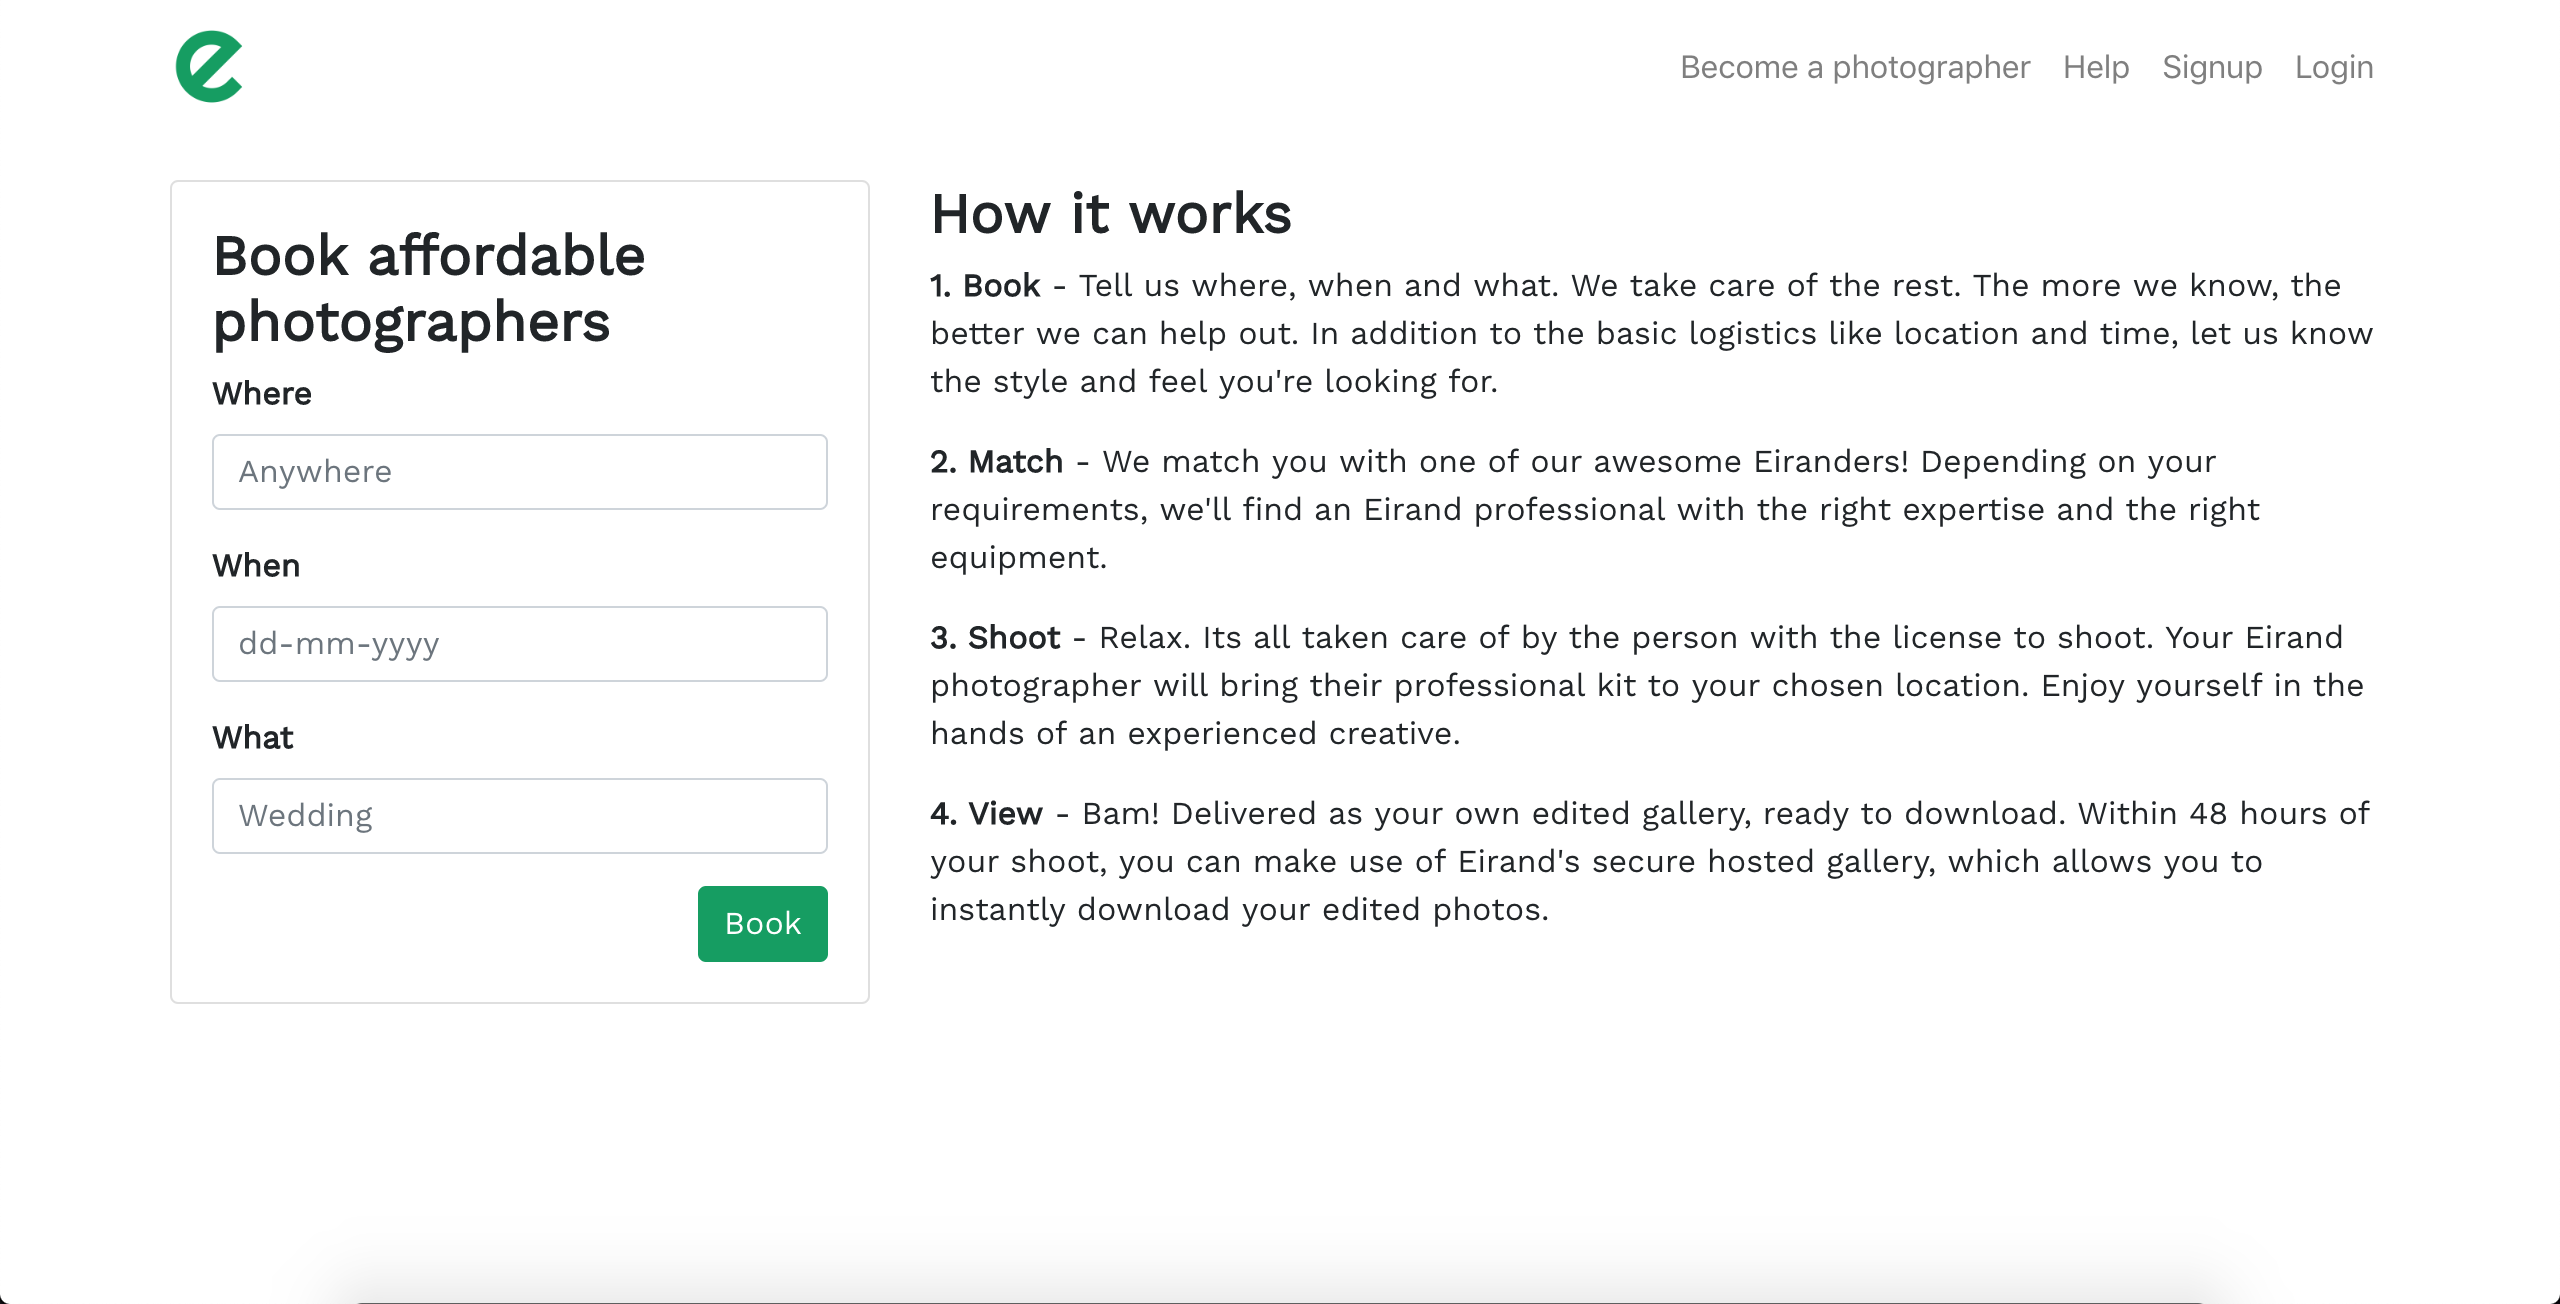 Become a photographer Help Signup Login
Book affordable
photographers
Where
Anywhere
When
dd-mm-yyyy
What
Wedding
Book
How it works
1. Book - Tell us where, when and what. We take care of the rest. The more we know, the
better we can help out. In addition to the basic logistics like location and time, let us know
the style and feel you're looking for.
2. Match - We match you with one of our awesome Eiranders! Depending on your
requirements, we'll find an Eirand professional with the right expertise and the right
equipment.
3. Shoot - Relax. Its all taken care of by the person with the license to shoot. Your Eirand
photographer will bring their professional kit to your chosen location. Enjoy yourself in the
hands of an experienced creative.
4. View - Bam! Delivered as your own edited gallery, ready to download. Within 48 hours of
your shoot, you can make use of Eirand's secure hosted gallery, which allows you to
instantly download your edited photos.